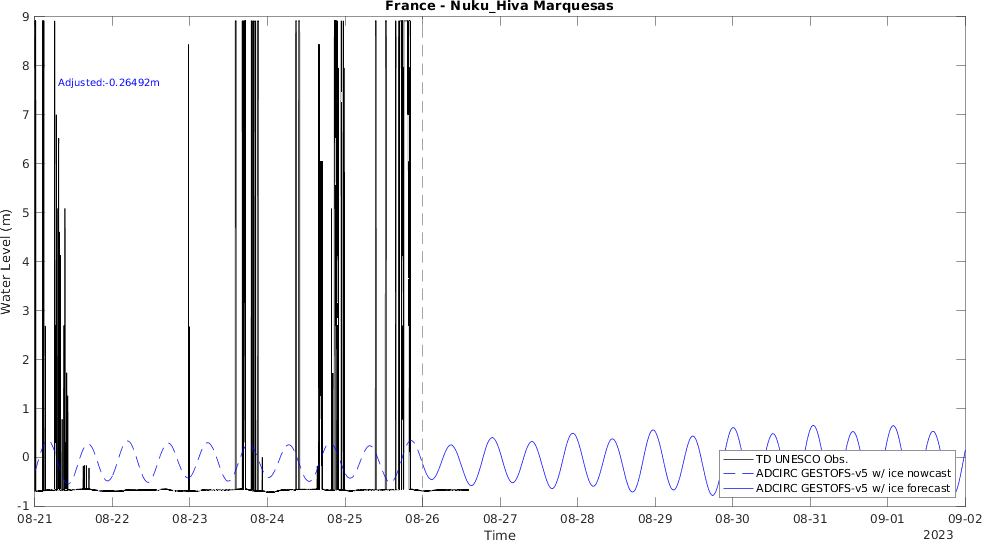 France - Nuku_Hiva Marquesas
9
8
7
6
5
4
3
2
1
0
-1
Water Level (m)
Adjusted:-0.26492m
TD UNESCO Obs.
ADCIRC GESTOFS-v5 w/ ice nowcast
ADCIRC GESTOFS-v5 w/ ice forecast
08-21 08-22 08-23 08-24 08-25 08-26 08-27 08-28 08-29 08-30 08-31 09-01 09-02
Time
2023